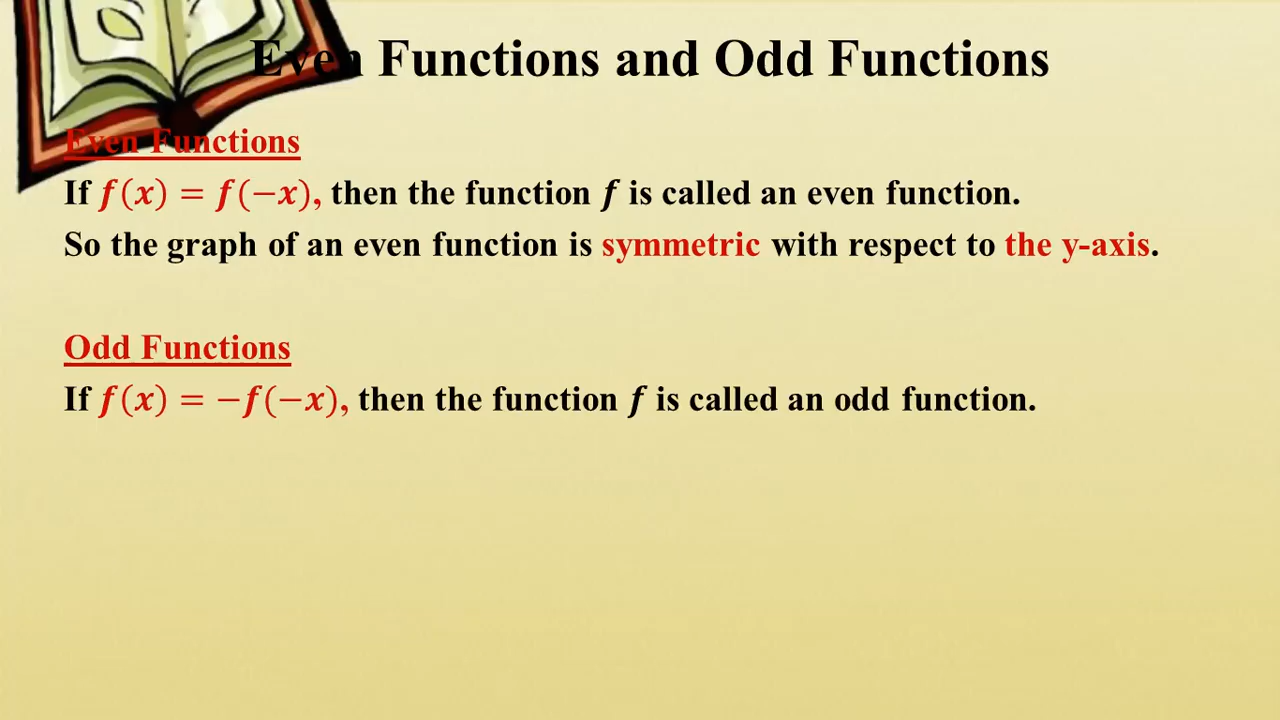 Even Functions and Odd Functions
Even Functions
If f(x) = f(−x), then the function f is called an even function.
So the graph of an even function is symmetric with respect to the y-axis.
Odd Functions
If f(x) = −f(−x), then the function f is called an odd function.